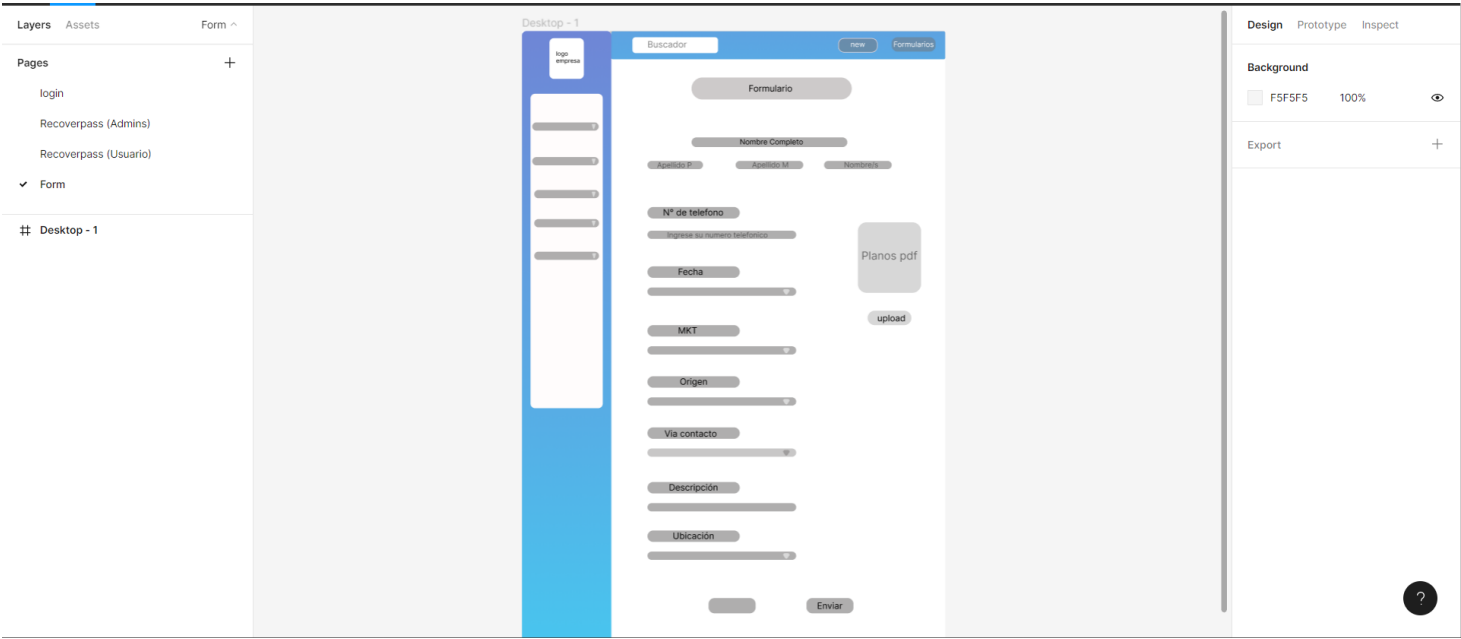 Layers Assets Form
Pages
login
Recoverpass (Admins)
Recoverpass (Usuario)
Form
Desktop - 1
Desktop - 1
logo
empresa
Buscador
new
Formularios
Formulario
Nombre Completo
Apellido P
Apellido M
Nombre/s
N° de telefono
Ingrese su numero telefonico
Planos pdf
upload
Fecha
MKT
Origen
Via contacto
Descripción
Ubicación
Enviar
Design Prototype Inspect
Background
F5F5F5 100%
Export
?